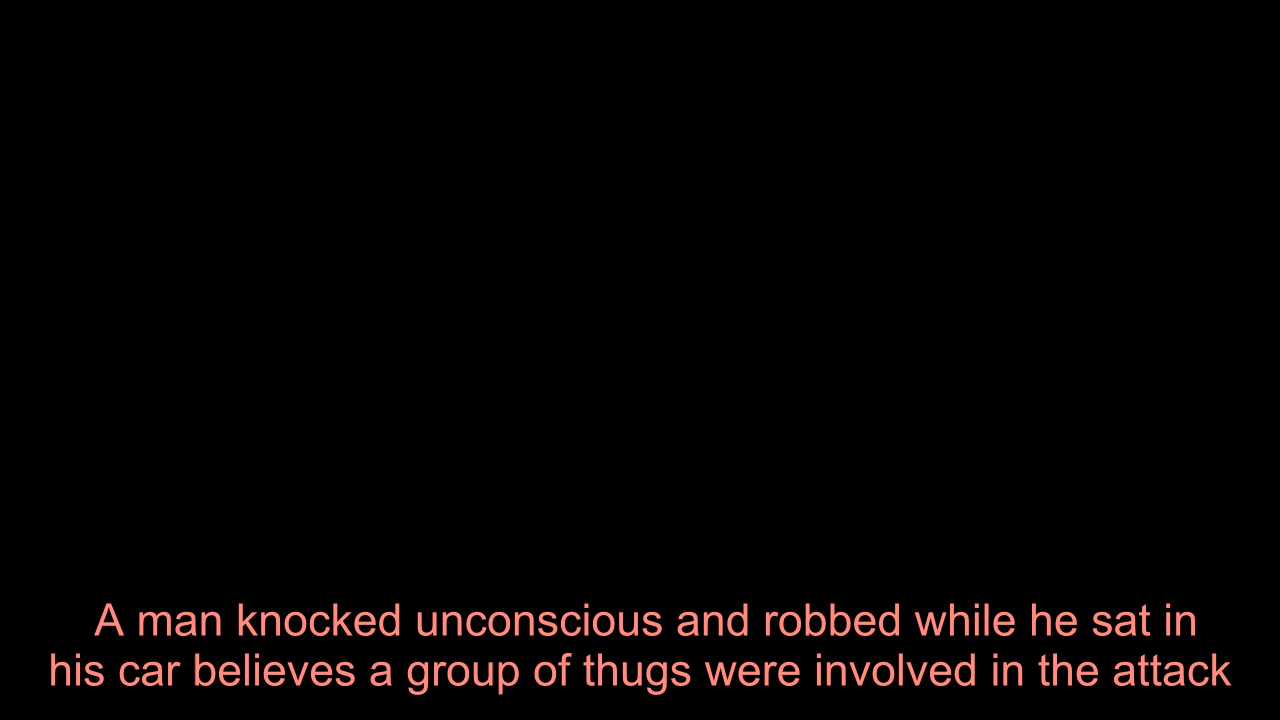 A man knocked unconscious and robbed while he sat in
his car believes a group of thugs were involved in the attack